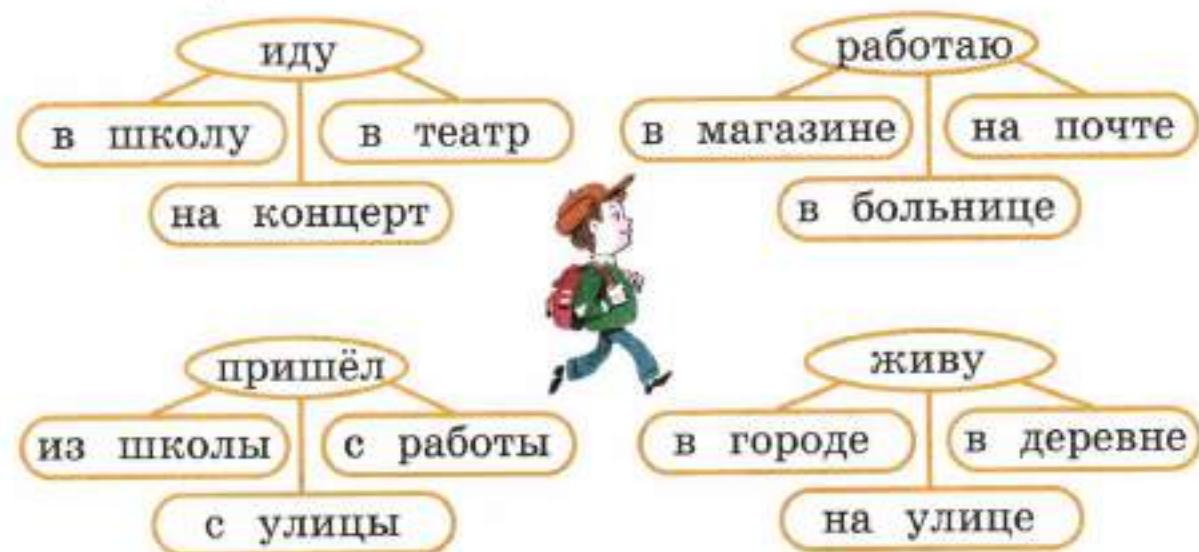 иду
в школу
в театр
на концерт
работаю
в магазине
на почте
в больнице
пришёл
из школы
с работы
с улицы
живу
в городе
в деревне
на улице